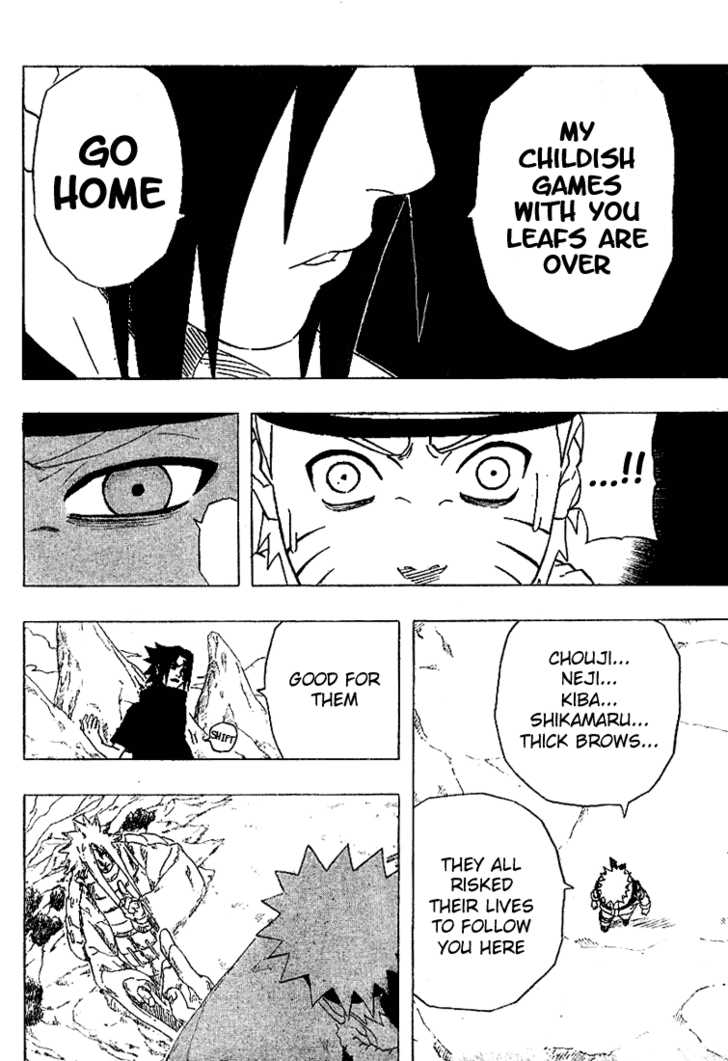 MY
CHILDISH
GAMES
WITH YOU
LEAFS ARE
OVER
GO
HOME
...!!
CHOUJI...
NEJI...
KIBA...
SHIKAMARU...
THICK BROWS...
THEY ALL
RISKED
THEIR LIVES
TO FOLLOW
YOU HERE
GOOD FOR
THEM
SHIFT